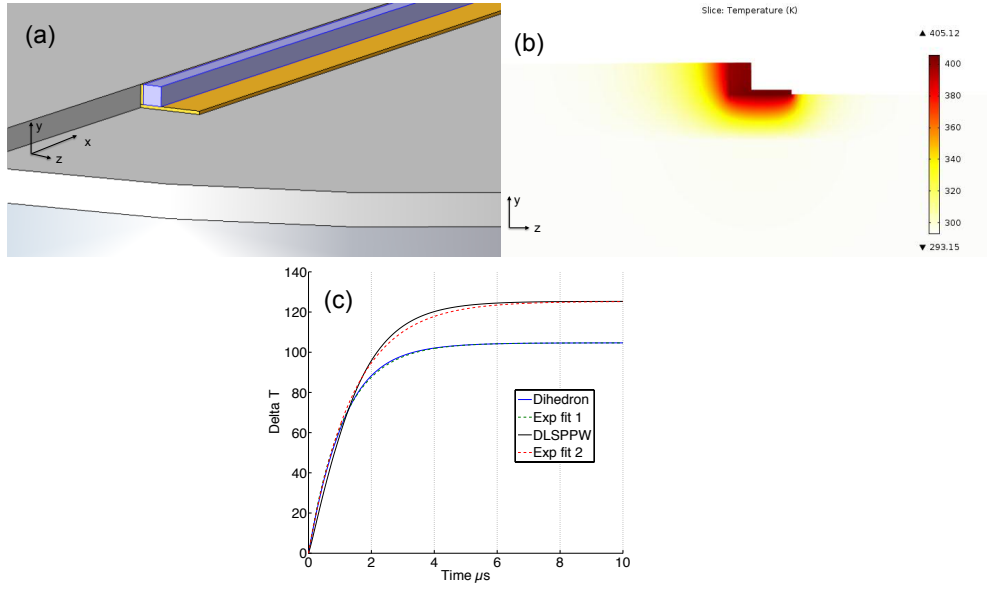 (a)
y
x
z
Slice: Temperature (K)
(b)
▲ 405.12
400
380
360
340
320
300
▼ 293.15
y
z
(c)
140
120
100
80
60
40
20
0
Delta T
Dihedron
Exp fit 1
DLSPPW
Exp fit 2
0 2 4 6 8 10
Time μs